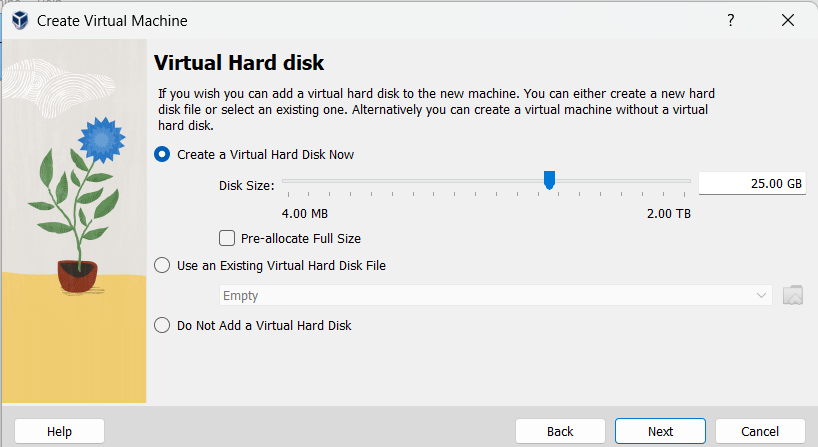 Create Virtual Machine
?
Virtual Hard disk
If you wish you can add a virtual hard disk to the new machine. You can either create a new hard
disk file or select an existing one. Alternatively you can create a virtual machine without a virtual
hard disk.
Create a Virtual Hard Disk Now
Disk Size:
25.00 GB
4.00 MB
2.00 TB
Pre-allocate Full Size
Use an Existing Virtual Hard Disk File
Empty
Do Not Add a Virtual Hard Disk
Help
Back
Next
Cancel